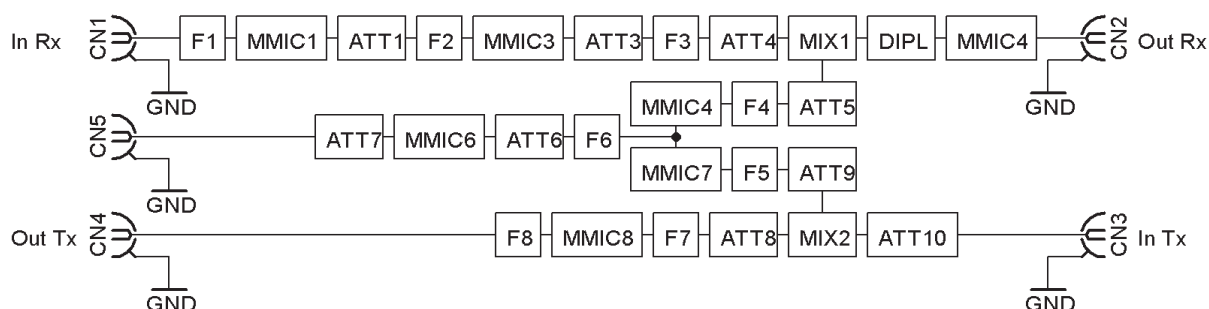 In Rx CN1 F1 MMIC1 ATT1 F2 MMIC3 ATT3 F3 ATT4 MIX1 DIPL MMIC4 CN2 Out Rx
GND GND
MMIC4 F4 ATT5
CN5 ATT7 MMIC6 ATT6 F6
MMIC7 F5 ATT9
GND
Out Tx CN4 F8 MMIC8 F7 ATT8 MIX2 ATT10 CN3 In Tx
GND GND